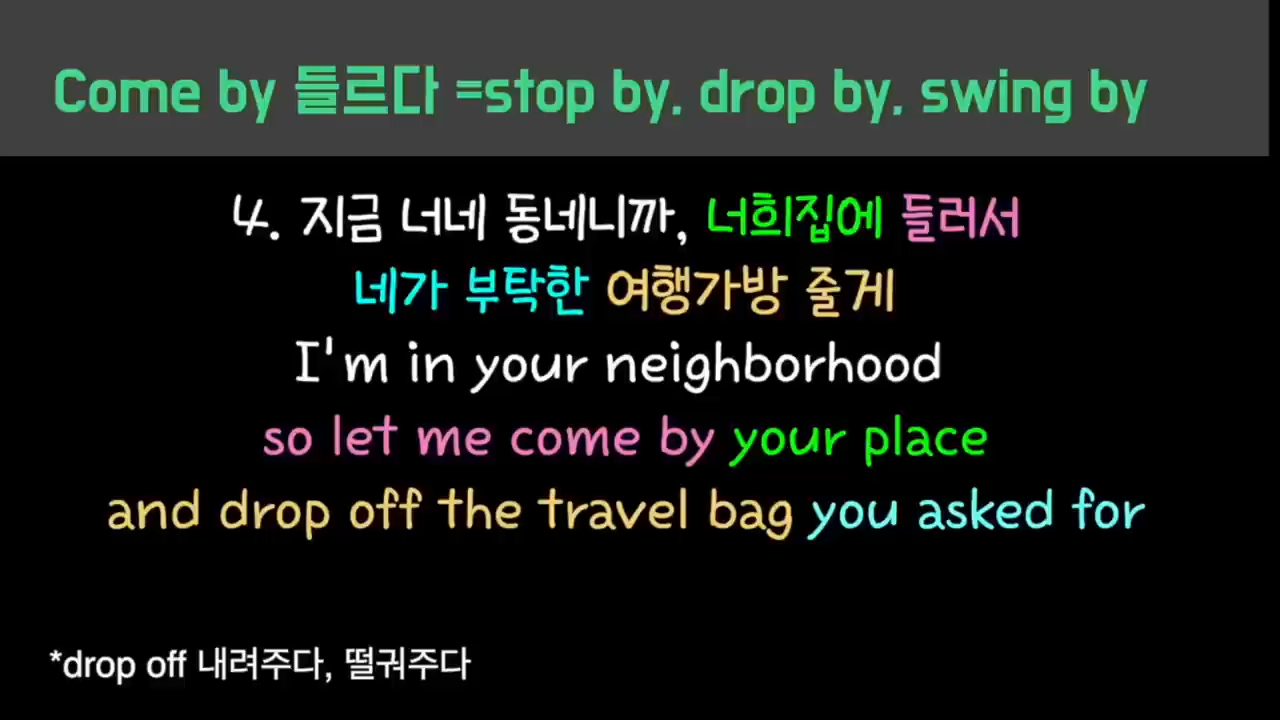 Come by 들르다 =stop by, drop by, swing by
4. 지금 너네 동네니까, 너희집에 들러서
네가 부탁한 여행가방 줄게
I'm in your neighborhood
so let me come by your place
and drop off the travel bag you asked for
*drop off 내려주다, 떨궈주다